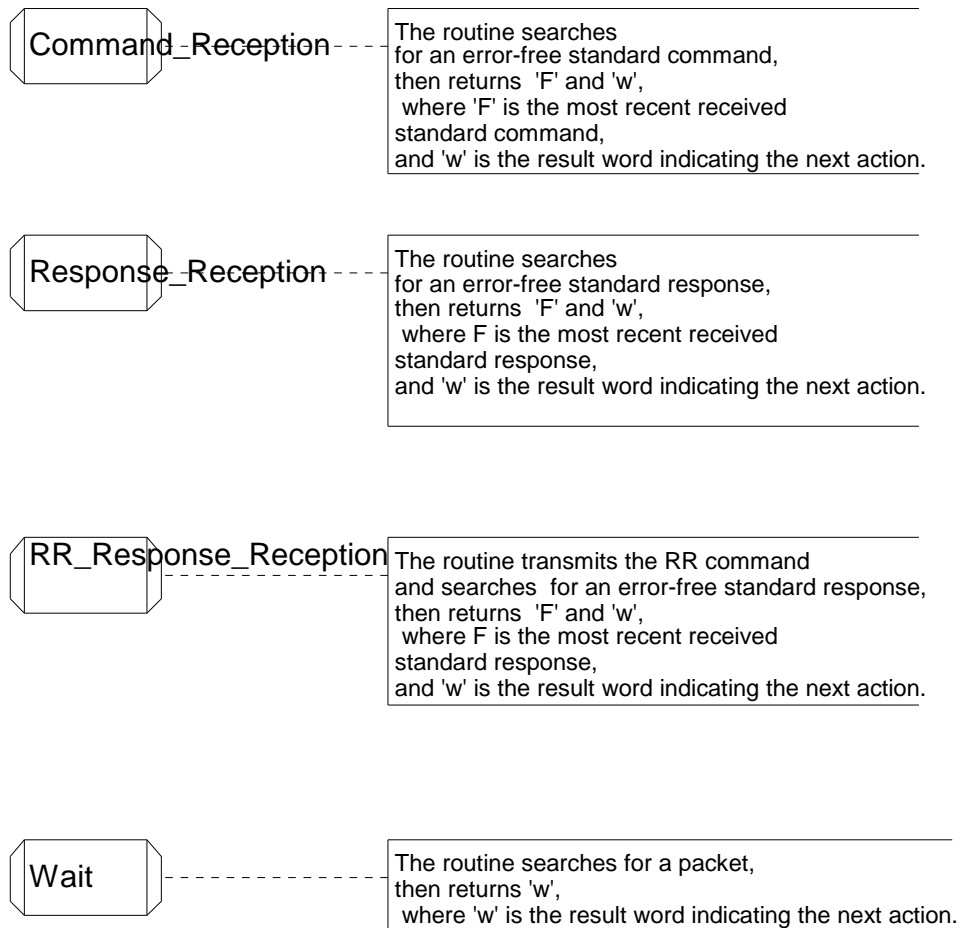 Command_Reception
The routine searches
for an error-free standard command,
then returns 'F' and 'w',
where 'F' is the most recent received
standard command,
and 'w' is the result word indicating the next action.
Response_Reception
The routine searches
for an error-free standard response,
then returns 'F' and 'w',
where F is the most recent received
standard response,
and 'w' is the result word indicating the next action.
RR_Response_Reception
The routine transmits the RR command
and searches for an error-free standard response,
then returns 'F' and 'w',
where F is the most recent received
standard response,
and 'w' is the result word indicating the next action.
Wait
The routine searches for a packet,
then returns 'w',
where 'w' is the result word indicating the next action.